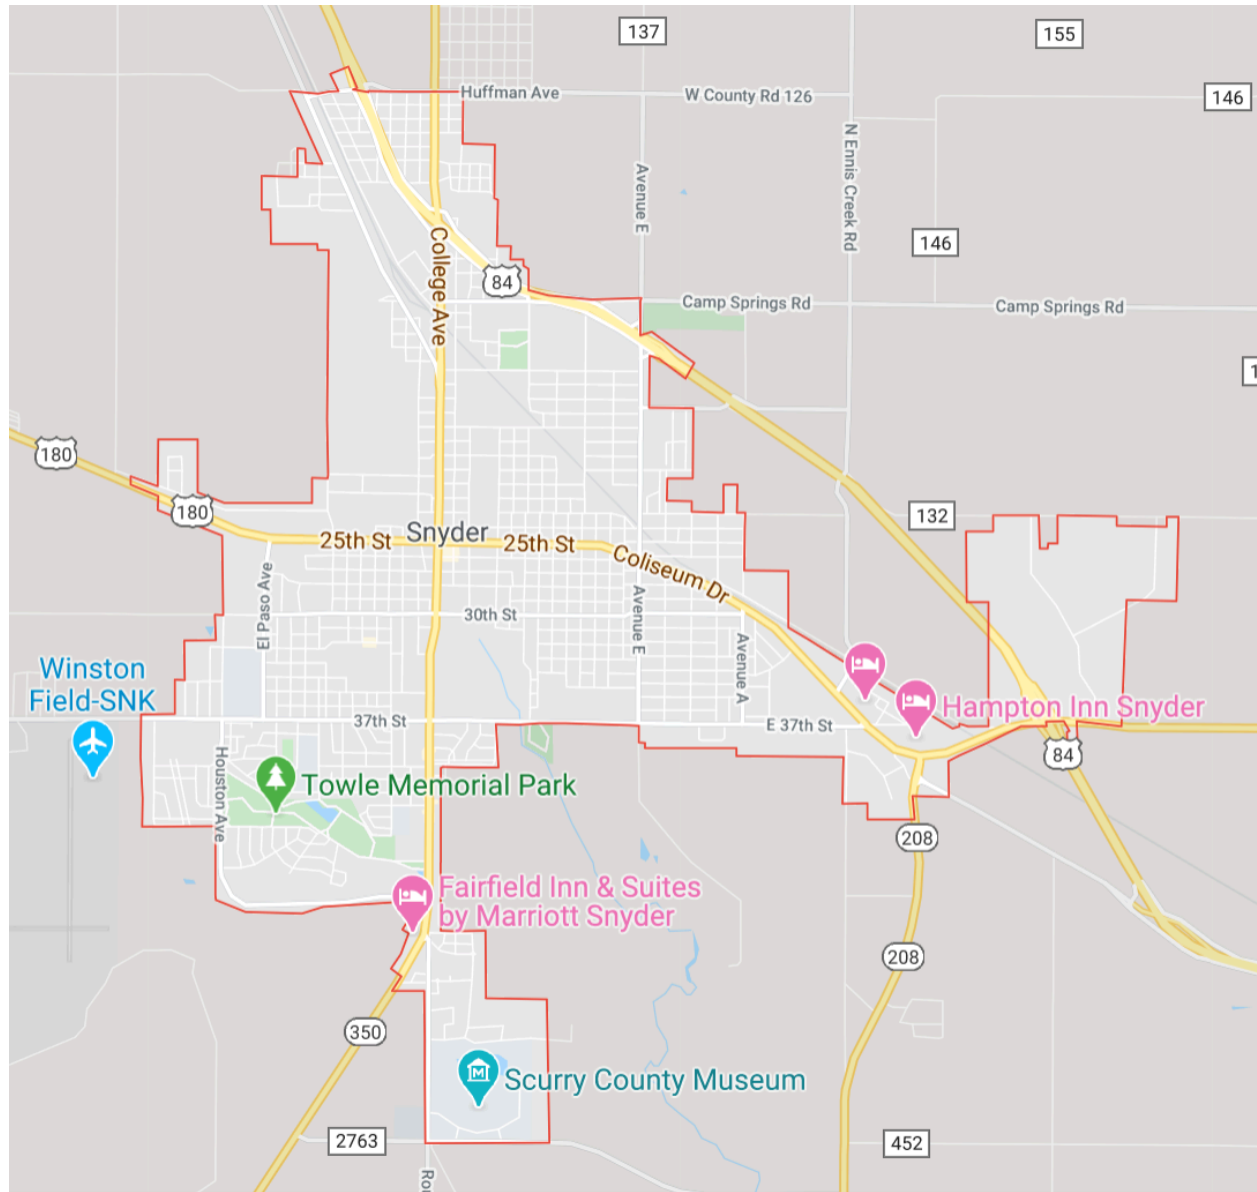 137
155
146
Huffman Ave
W County Rd 126
N Ennis Creek Rd
Avenue E
146
College Ave
84
Camp Springs Rd
Camp Springs Rd
1
180
180
132
Snyder
25th St
25th St
Coliseum Dr
El Paso Ave
Avenue E
30th St
Avenue A
Winston
Field-SNK
Hampton Inn Snyder
37th St
E 37th St
84
Houston Ave
Towle Memorial Park
208
Fairfield Inn & Suites
by Marriott Snyder
208
350
M
Scurry County Museum
2763
452